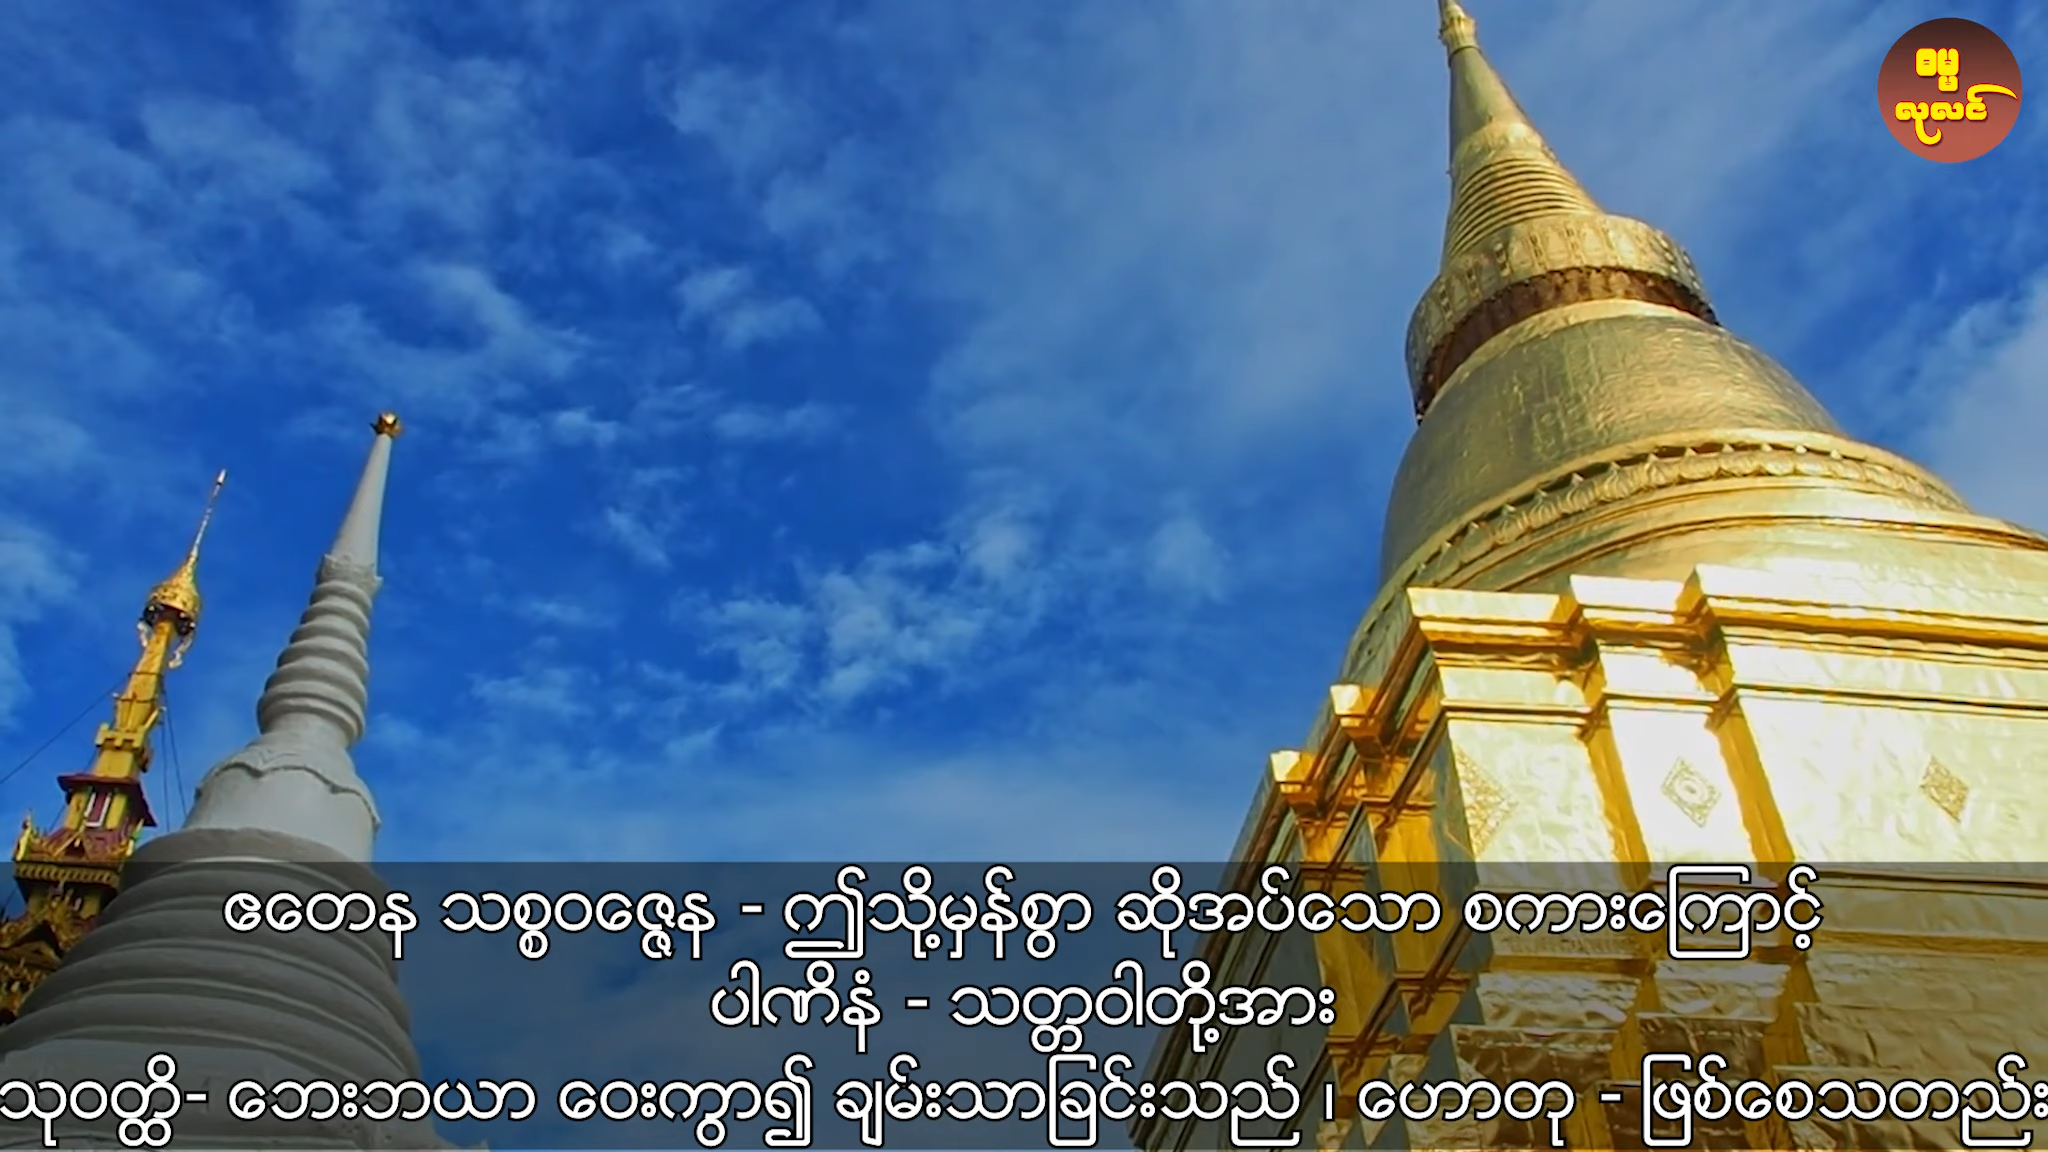 ဓမ္မ
လုလင်
ဧတေန သစ္စဝဇ္ဇေန - ဤသို့မှန်စွာ ဆိုအပ်သော စကားကြောင့်
ပါဏိနံ - သတ္တဝါတို့အား
သုဝတ္ထိ- ဘေးဘယာ ဝေးကွာ၍ ချမ်းသာခြင်းသည် ၊ ဟောတု - ဖြစ်စေသတည်း